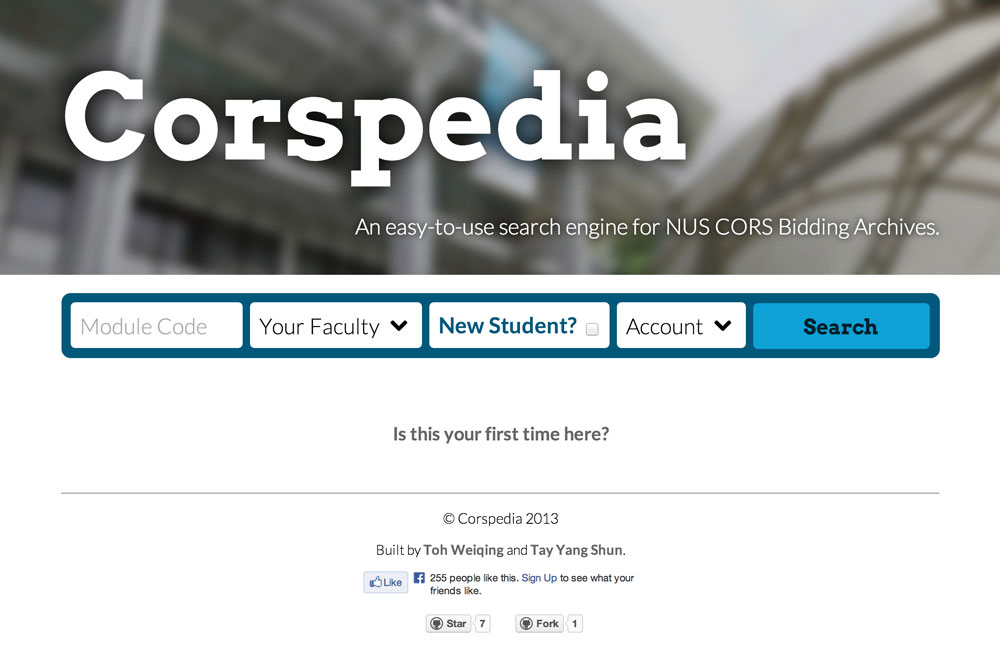 Corspedia
An easy-to-use search engine for NUS CORS Bidding Archives.
Module Code Your Faculty New Student? Account Search
Is this your first time here?
© Corspedia 2013
Built by Toh Weiqing and Tay Yang Shun.
Like 255 people like this. Sign Up to see what your
friends like.
Star 7 Fork 1